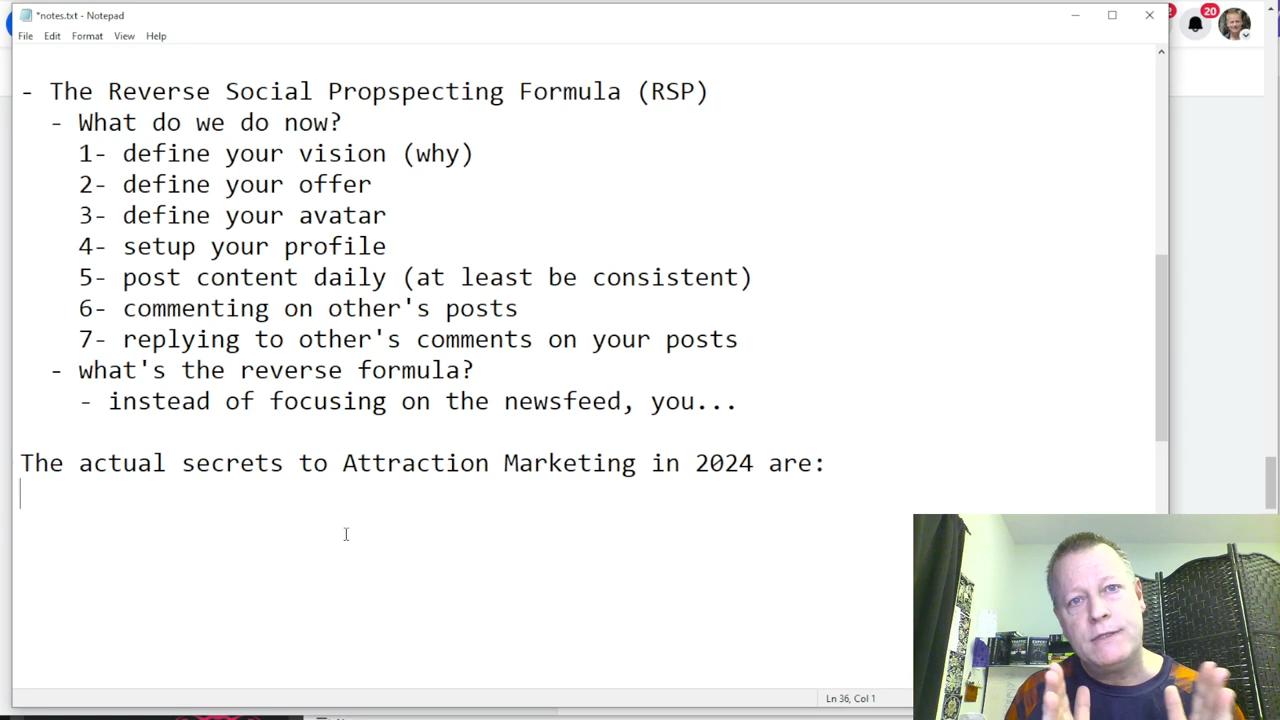 *notes.txt - Notepad
20
File Edit Format View Help
- The Reverse Social Propspecting Formula (RSP)
- What do we do now?
1- define your vision (why)
2- define your offer
3- define your avatar
4- setup your profile
5- post content daily (at least be consistent)
6- commenting on other's posts
7- replying to other's comments on your posts
- what's the reverse formula?
- instead of focusing on the newsfeed, you...
The actual secrets to Attraction Marketing in 2024 are:
TRAFFIC
EXPERT
Ln 36, Col 1